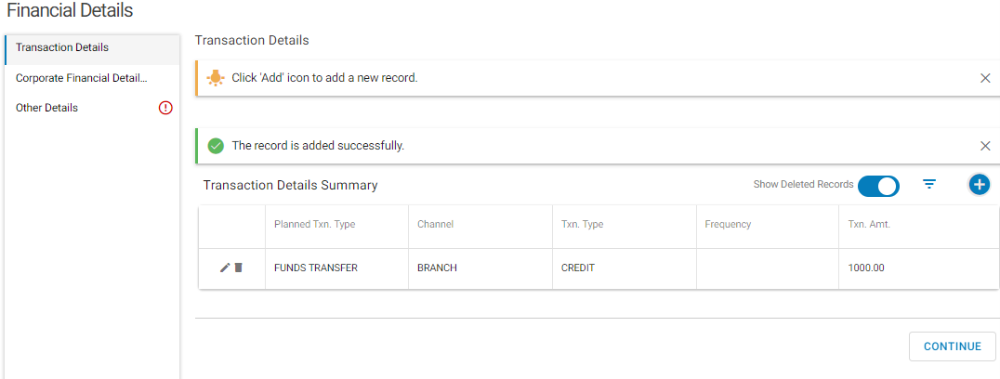 Financial Details
Transaction Details
Corporate Financial Detail...
Other Details
Transaction Details
Click 'Add' icon to add a new record.
The record is added successfully.
Transaction Details Summary
Show Deleted Records
Planned Txn. Type Channel Txn. Type Frequency Txn. Amt.
FUNDS TRANSFER BRANCH CREDIT 1000.00
CONTINUE